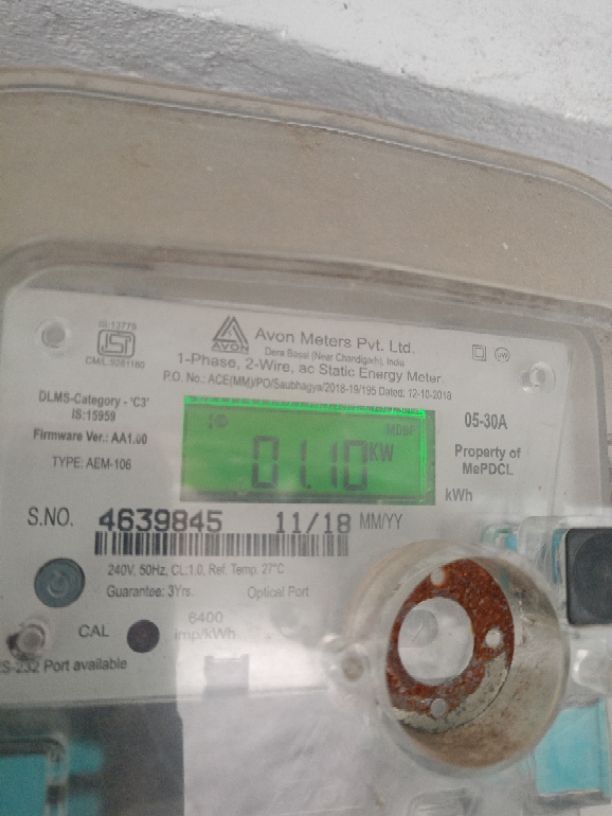 IS:13779
ISI
CM/L:9261160
AVON
Avon Meters Pvt. Ltd.
Dera Bassi (Near Chandigarh), India
1-Phase, 2-Wire, ac Static Energy Meter
P.O. No.: ACE(MM)/PO/Saubhagya/2018-19/195 Dated: 12-10-2018
DLMS-Category - 'C3'
IS:15959
Firmware Ver.: AA1.00
TYPE: AEM-106
01.10 KW
05-30A
Property of
MePDCL
kWh
S.NO. 4639845 11/18 MM/YY
240V, 50Hz, CL:1.0, Ref. Temp. 27°C
Guarantee: 3Yrs. Optical Port
6400
imp/kWh
CAL
RS-232 Port available